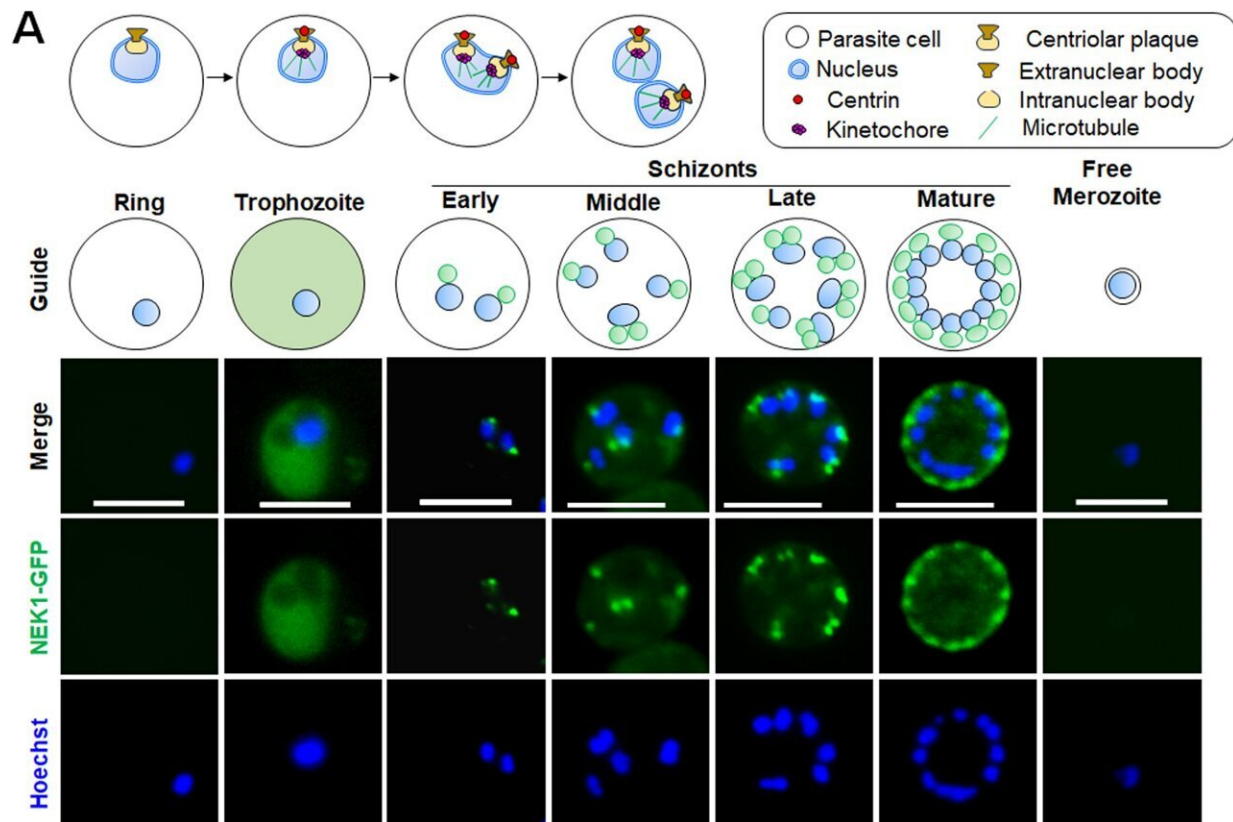 A
Parasite cell
Nucleus
Centrin
Kinetochore
Centriolar plaque
Extranuclear body
Intranuclear body
Microtubule
Schizonts
Ring
Trophozoite
Early
Middle
Late
Mature
Free
Merozoite
Guide
Merge
NEK1-GFP
Hoechst